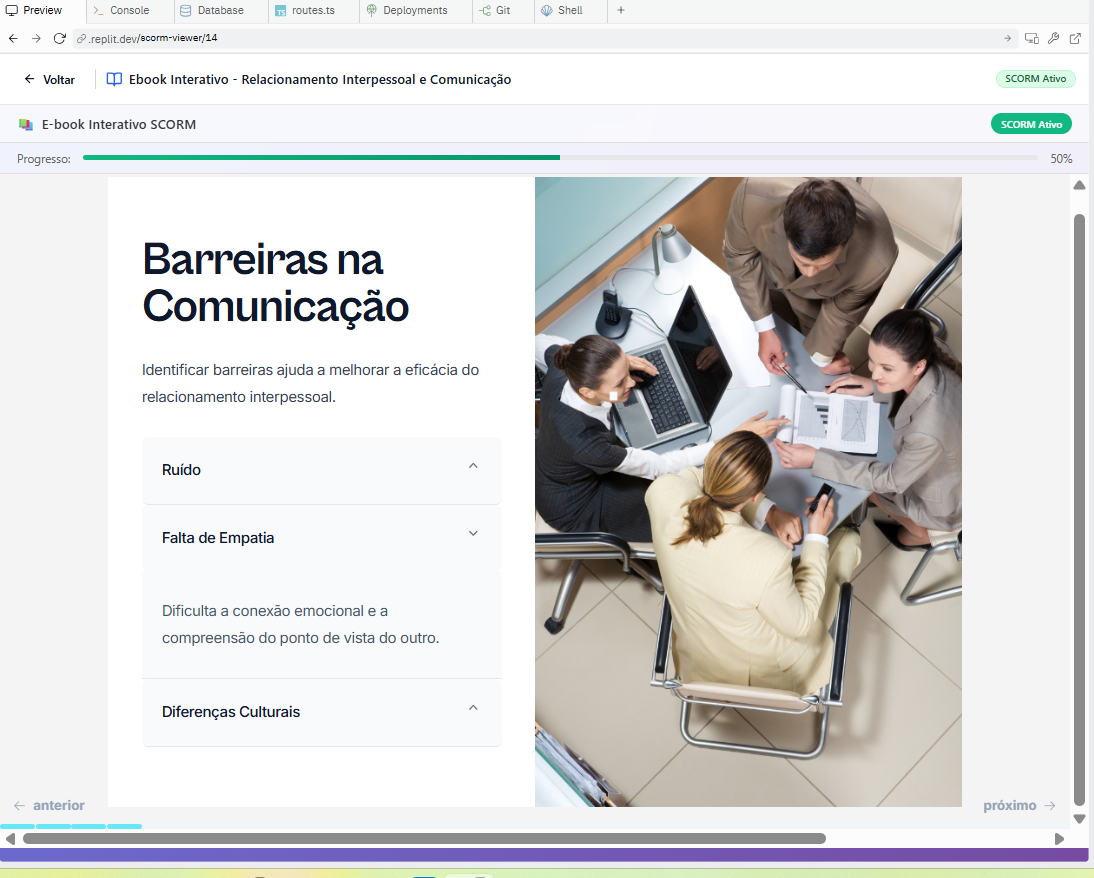 Preview
Console
Database
routes.ts
Deployments
Git
Shell
.replit.dev/scorm-viewer/14
Voltar
Ebook Interativo - Relacionamento Interpessoal e Comunicação
SCORM Ativo
E-book Interativo SCORM
SCORM Ativo
Progresso:
50%
Barreiras na
Comunicação
Identificar barreiras ajuda a melhorar a eficácia do
relacionamento interpessoal.
Ruído
Falta de Empatia
Dificulta a conexão emocional e a
compreensão do ponto de vista do outro.
Diferenças Culturais
anterior
próximo